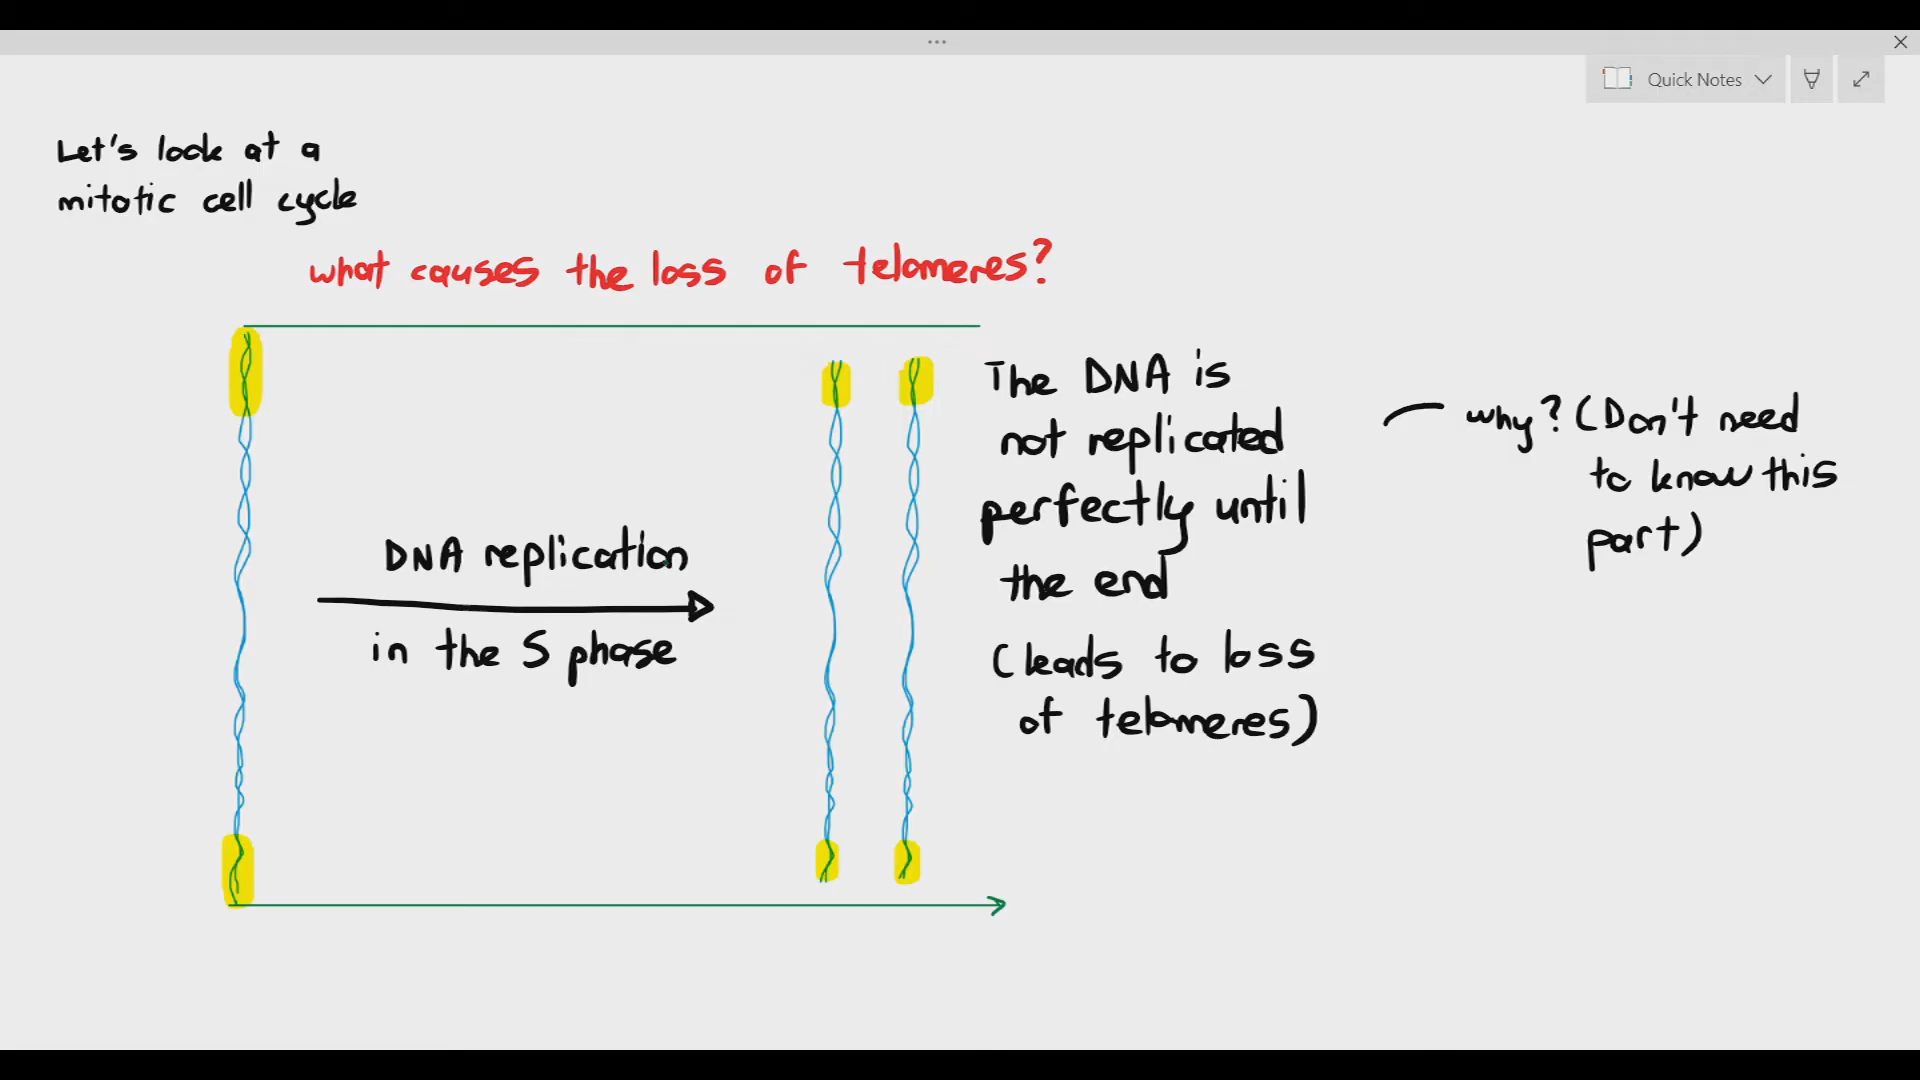 Quick Notes
Let's look at a
mitotic cell cycle
what causes the loss of telomeres?
DNA replication
in the S phase
The DNA is
not replicated
perfectly until
the end
(leads to loss
of telomeres)
why? (Don't need
to know this
part)